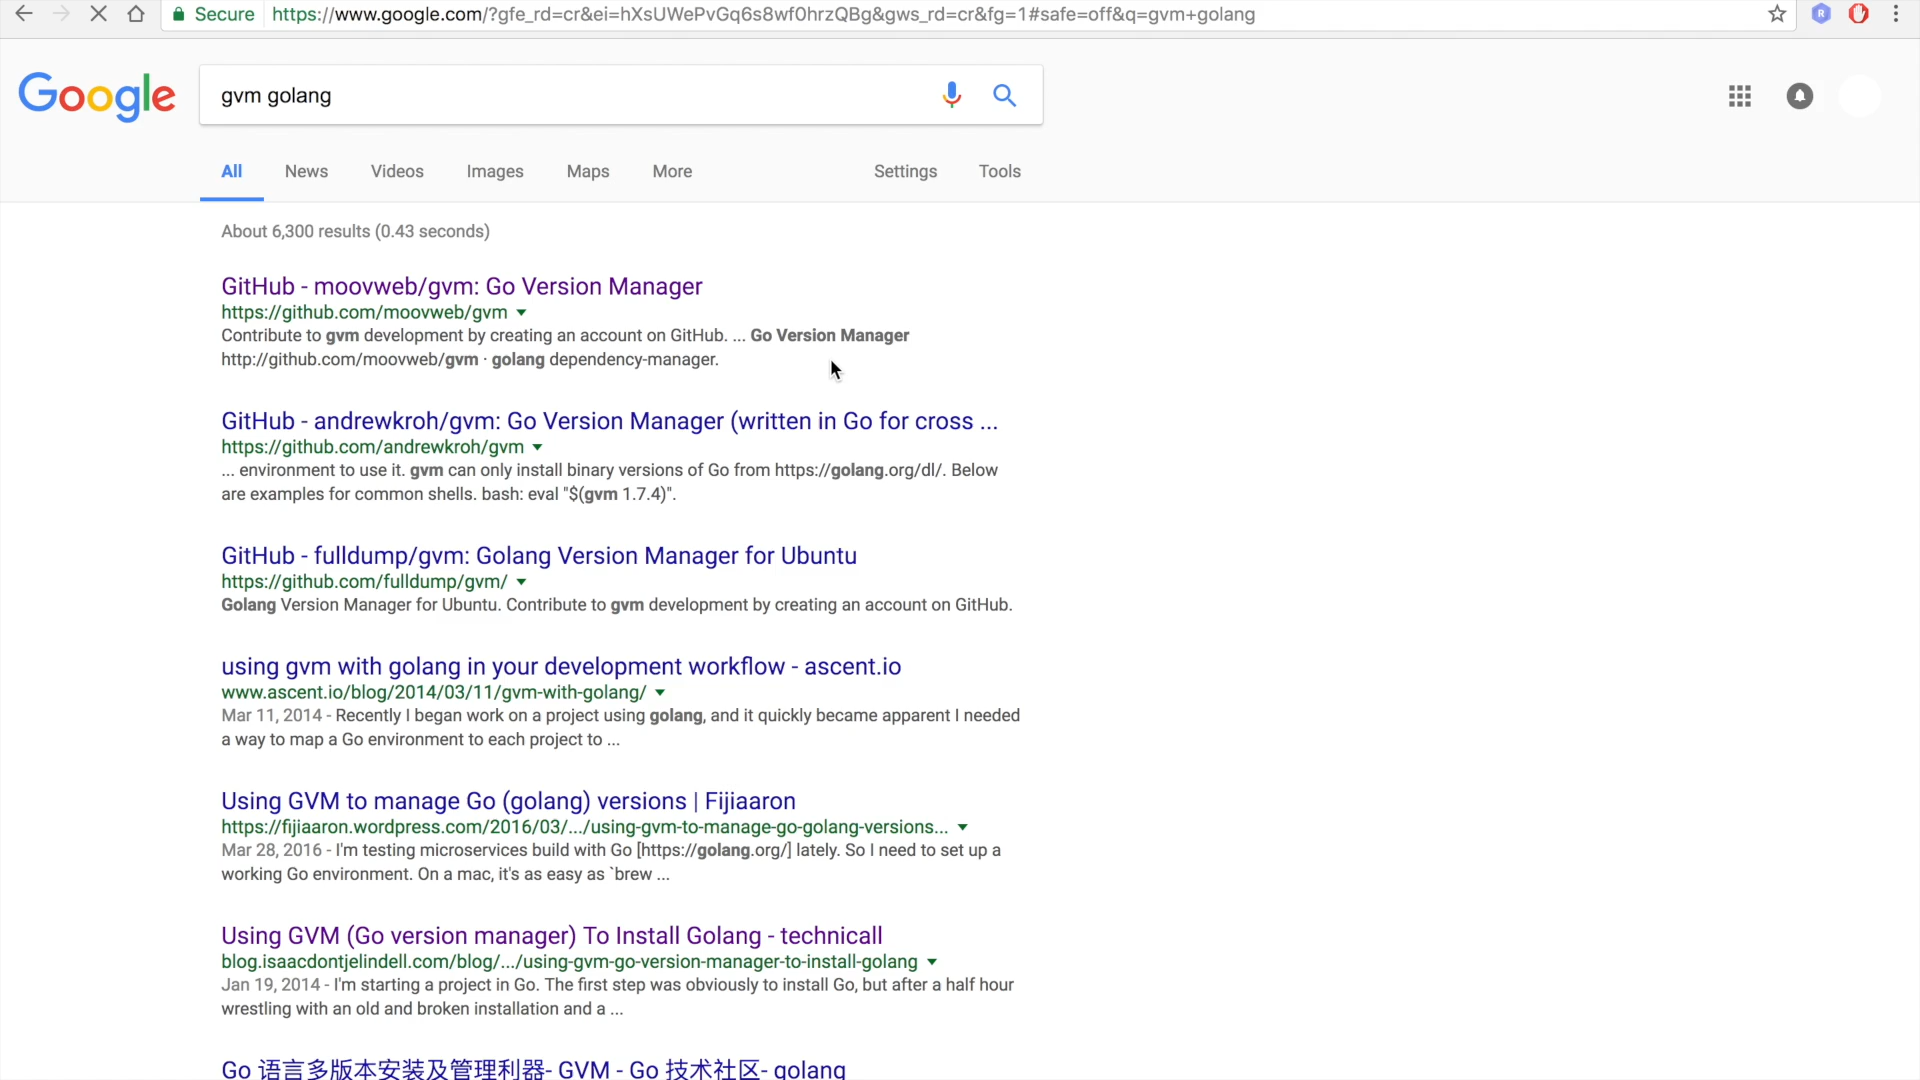 Secure https://www.google.com/?gfe_rd=cr&ei=hXsUWePvGq6s8wf0hrzQBg&gws_rd=cr&fg=1#safe=off&q=gvm+golang
R
Google gvm golang
All News Videos Images Maps More Settings Tools
About 6,300 results (0.43 seconds)
GitHub - moovweb/gvm: Go Version Manager
https://github.com/moovweb/gvm
Contribute to gvm development by creating an account on GitHub. ... Go Version Manager
http://github.com/moovweb/gvm · golang dependency-manager.
GitHub - andrewkroh/gvm: Go Version Manager (written in Go for cross ...
https://github.com/andrewkroh/gvm
... environment to use it. gvm can only install binary versions of Go from https://golang.org/dl/. Below
are examples for common shells. bash: eval "$(gvm 1.7.4)".
GitHub - fulldump/gvm: Golang Version Manager for Ubuntu
https://github.com/fulldump/gvm/
Golang Version Manager for Ubuntu. Contribute to gvm development by creating an account on GitHub.
using gvm with golang in your development workflow - ascent.io
www.ascent.io/blog/2014/03/11/gvm-with-golang/
Mar 11, 2014 - Recently I began work on a project using golang, and it quickly became apparent I needed
a way to map a Go environment to each project to ...
Using GVM to manage Go (golang) versions | Fijiaaron
https://fijiaaron.wordpress.com/2016/03/.../using-gvm-to-manage-go-golang-versions...
Mar 28, 2016 - I'm testing microservices build with Go [https://golang.org/] lately. So I need to set up a
working Go environment. On a mac, it's as easy as `brew ...
Using GVM (Go version manager) To Install Golang - technicall
blog.isaacdontjelindell.com/blog/.../using-gvm-go-version-manager-to-install-golang
Jan 19, 2014 - I'm starting a project in Go. The first step was obviously to install Go, but after a half hour
wrestling with an old and broken installation and a ...
Go 语言多版本安装及管理利器- GVM - Go 技术社区- golang